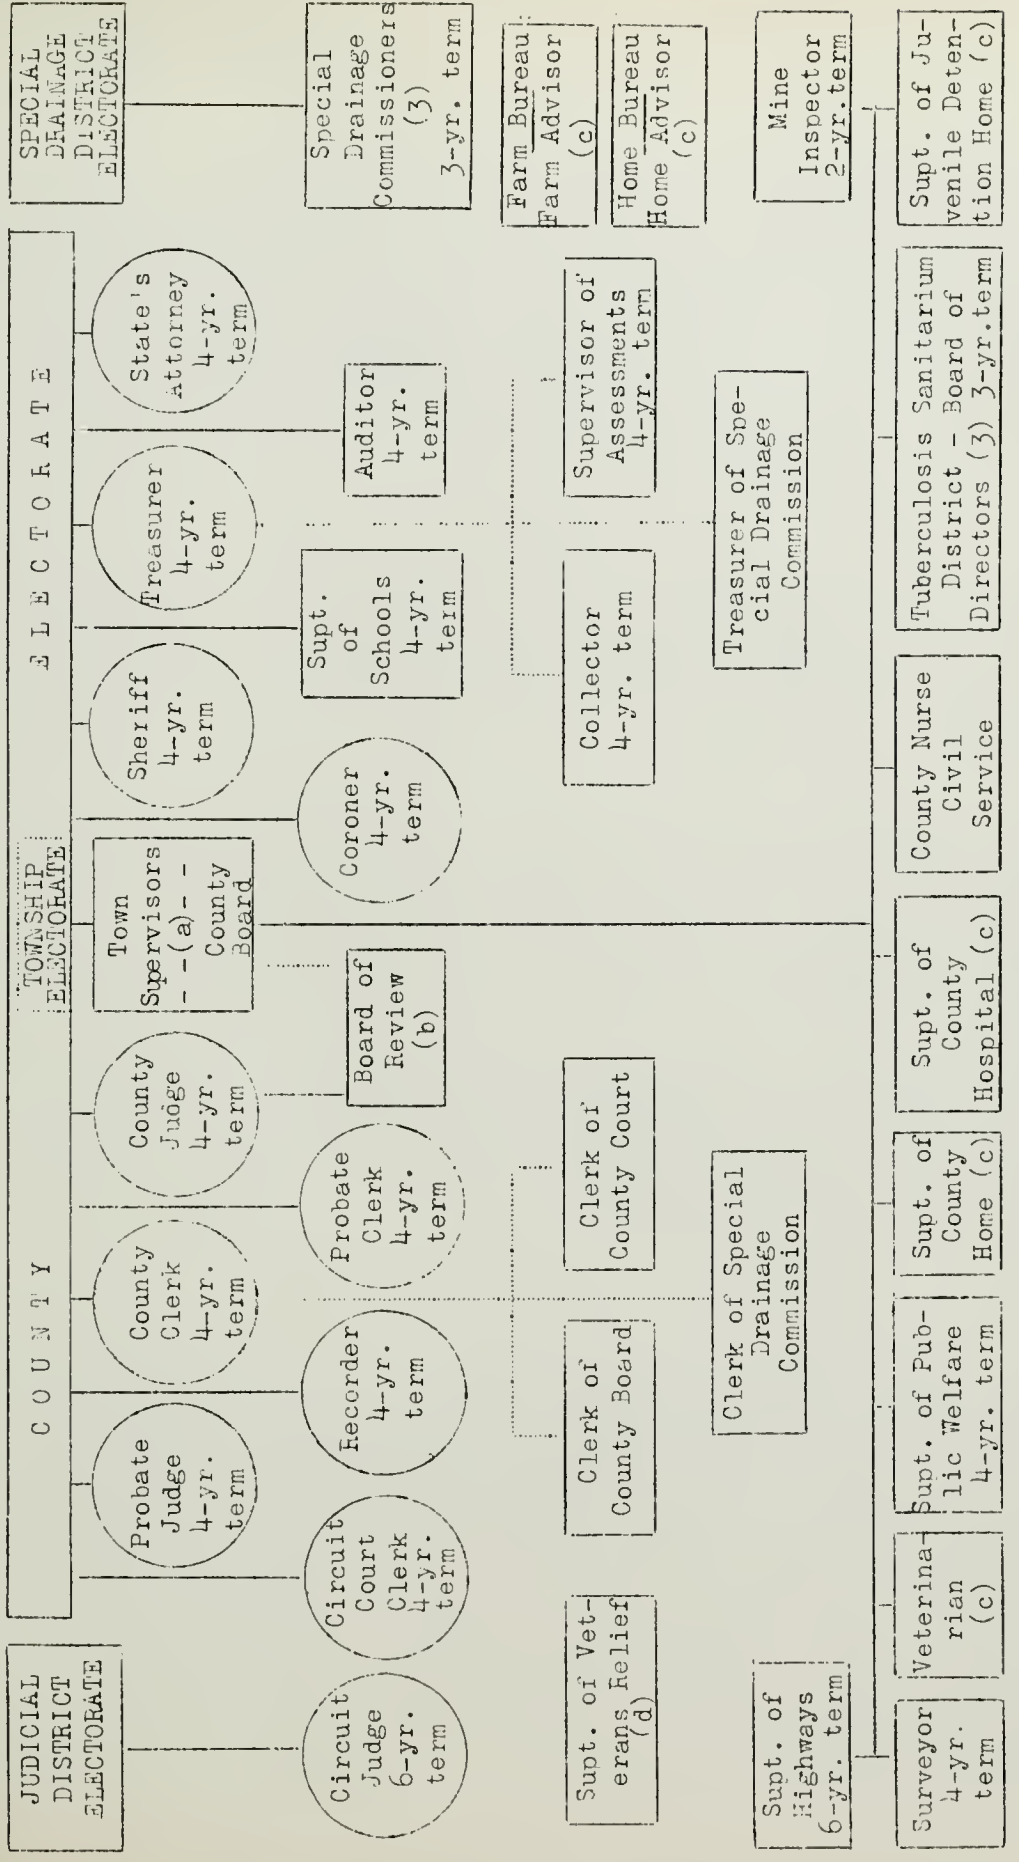 JUDICIAL
DISTRICT
ELECTORATE
COUNTY ELECTORATE
TOWNSHIP
ELECTORATE
SPECIAL
DRAINAGE
DISTRICT
ELECTORATE
Probate
Judge
4-yr.
term
County
Clerk
4-yr.
term
County
Judge
4-yr.
term
Town
Supervisors
- -(a)- -
County
Board
Sheriff
4-yr.
term
Treasurer
4-yr.
term
State's
Attorney
4-yr.
term
Circuit
Judge
6-yr.
term
Circuit
Court
Clerk
4-yr.
term
Recorder
4-yr.
term
Probate
Clerk
4-yr.
term
Board of
Review
(b)
Coroner
4-yr.
term
Supt.
of
Schools
4-yr.
term
Auditor
4-yr.
term
Special
Drainage
Commissioners
(3)
3-yr. term
Supt. of Vet-
erans Relief
(d)
Clerk of
County Board
Clerk of
County Court
Collector
4-yr. term
Supervisor of
Assessments
4-yr. term
Farm Bureau
Farm Advisor
(c)
Home Bureau
Home Advisor
(c)
Clerk of Special
Drainage
Commission
Treasurer of Spe-
cial Drainage
Commission
Supt. of
Highways
6-yr. term
Mine
Inspector
2-yr.term
Surveyor
4-yr.
term
Veterina-
rian
(c)
Supt. of Pub-
lic Welfare
4-yr. term
Supt. of
County
Home (c)
Supt. of
County
Hospital (c)
County Nurse
Civil
Service
Tuberculosis Sanitarium
District - Board of
Directors (3) 3-yr.term
Supt. of Ju-
venile Deten-
tion Home (c)